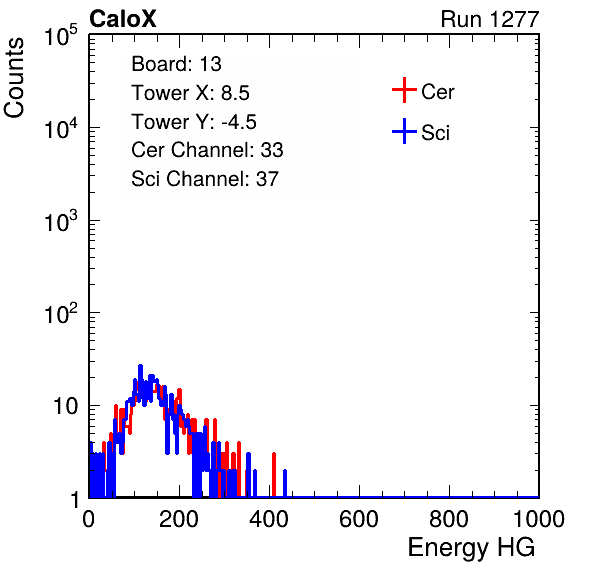 CaloX
Run 1277
Counts
10^5
10^4
10^3
10^2
10
1
Board: 13
Tower X: 8.5
Tower Y: -4.5
Cer Channel: 33
Sci Channel: 37
Cer
Sci
0 200 400 600 800 1000
Energy HG